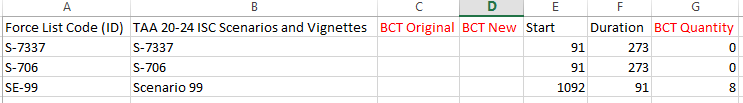 A B C D E F G
Force List Code (ID) TAA 20-24 ISC Scenarios and Vignettes BCT Original BCT New Start Duration BCT Quantity
S-7337 S-7337 91 273 0
S-706 S-706 91 273 0
SE-99 Scenario 99 1092 91 8